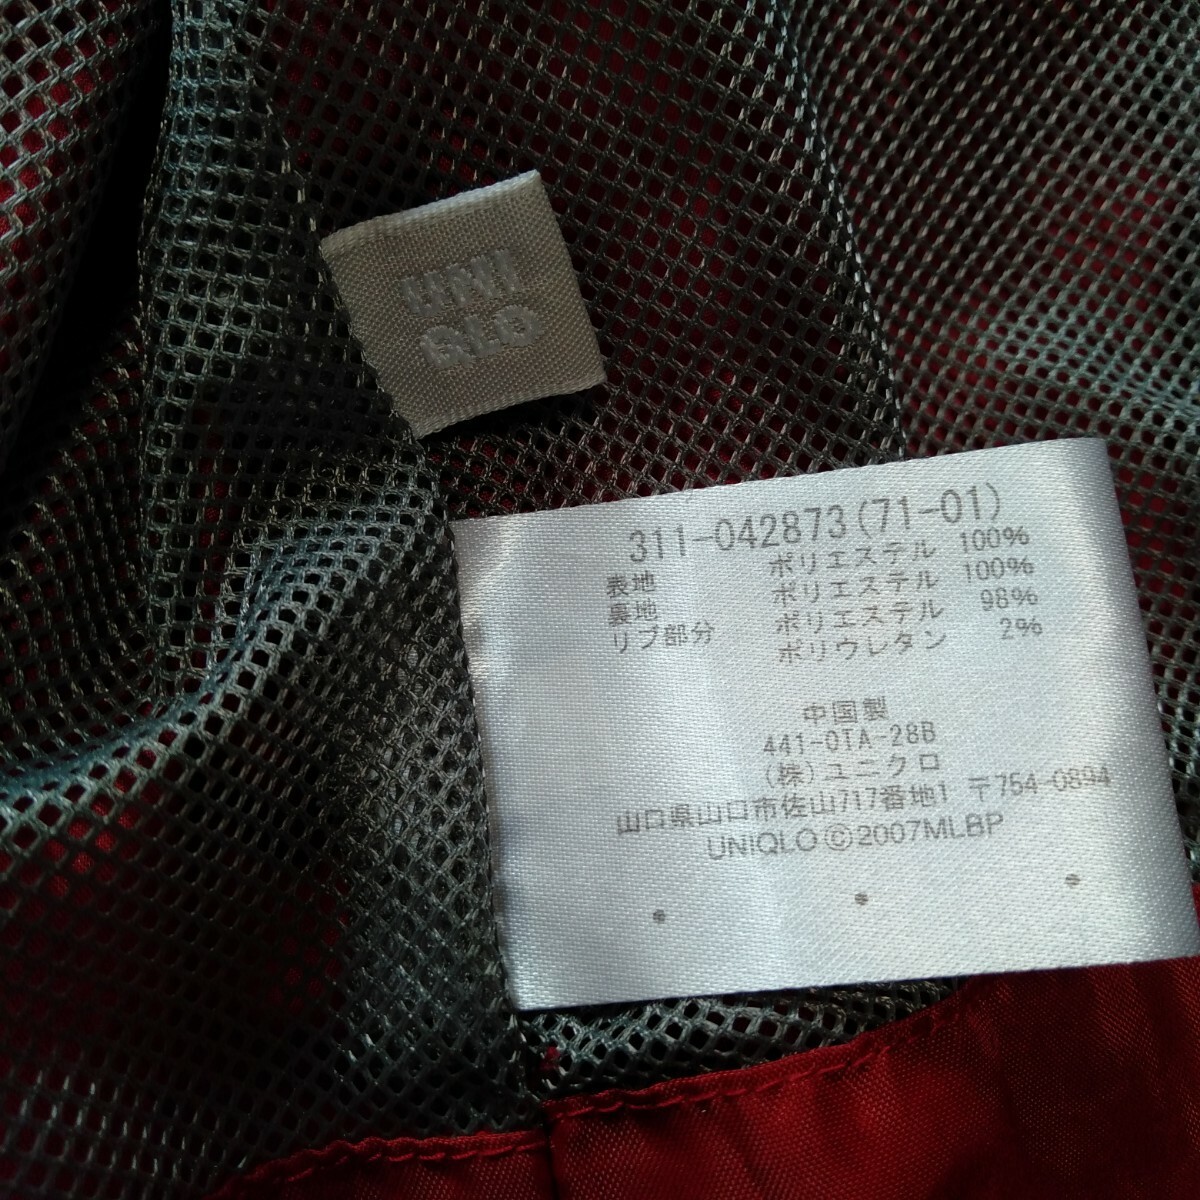 UNI
QLO
311-042873(71-01)
表地 ポリエステル 100%
裏地 ポリエステル 100%
リブ部分 ポリエステル 98%
ポリウレタン 2%
中国製
441-0TA-28B
(株)ユニクロ
山口県山口市佐山717番地1 〒754-0894
UNIQLO ©2007MLBP